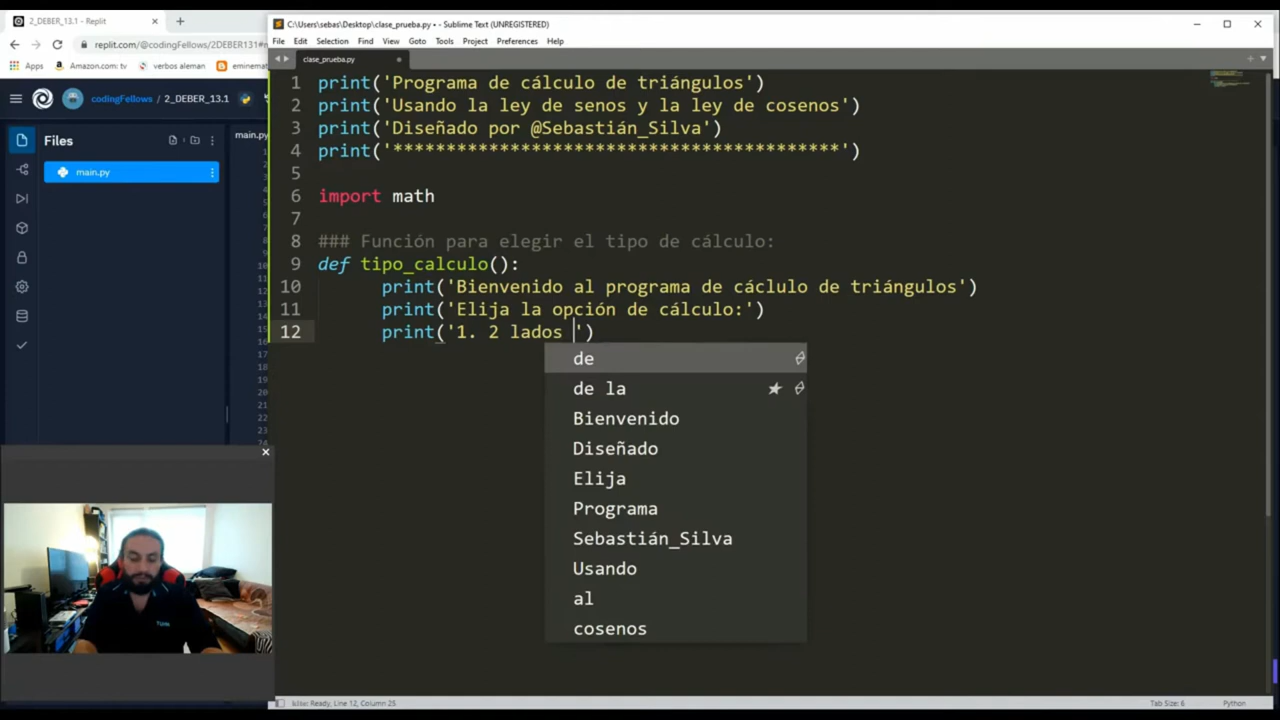 2_DEBER_13.1 - Replit
replit.com/@codingFellows/2DEBER131#m
Apps
Amazon.com: tv
verbos aleman
eminemat
codingFellows / 2_DEBER_13.1
Files
main.py
main.py
C:\Users\sebas\Desktop\clase_prueba.py • - Sublime Text (UNREGISTERED)
File Edit Selection Find View Goto Tools Project Preferences Help
clase_prueba.py
1 print('Programa de cálculo de triángulos')
2 print('Usando la ley de senos y la ley de cosenos')
3 print('Diseñado por @Sebastián_Silva')
4 print('******************************************')
5
6 import math
7
8 ### Función para elegir el tipo de cálculo:
9 def tipo_calculo():
10 print('Bienvenido al programa de cáclulo de triángulos')
11 print('Elija la opción de cálculo:')
12 print('1. 2 lados ')
de
de la
Bienvenido
Diseñado
Elija
Programa
Sebastián_Silva
Usando
al
cosenos
Ready, Line 12, Column 25
Tab Size: 6
Python